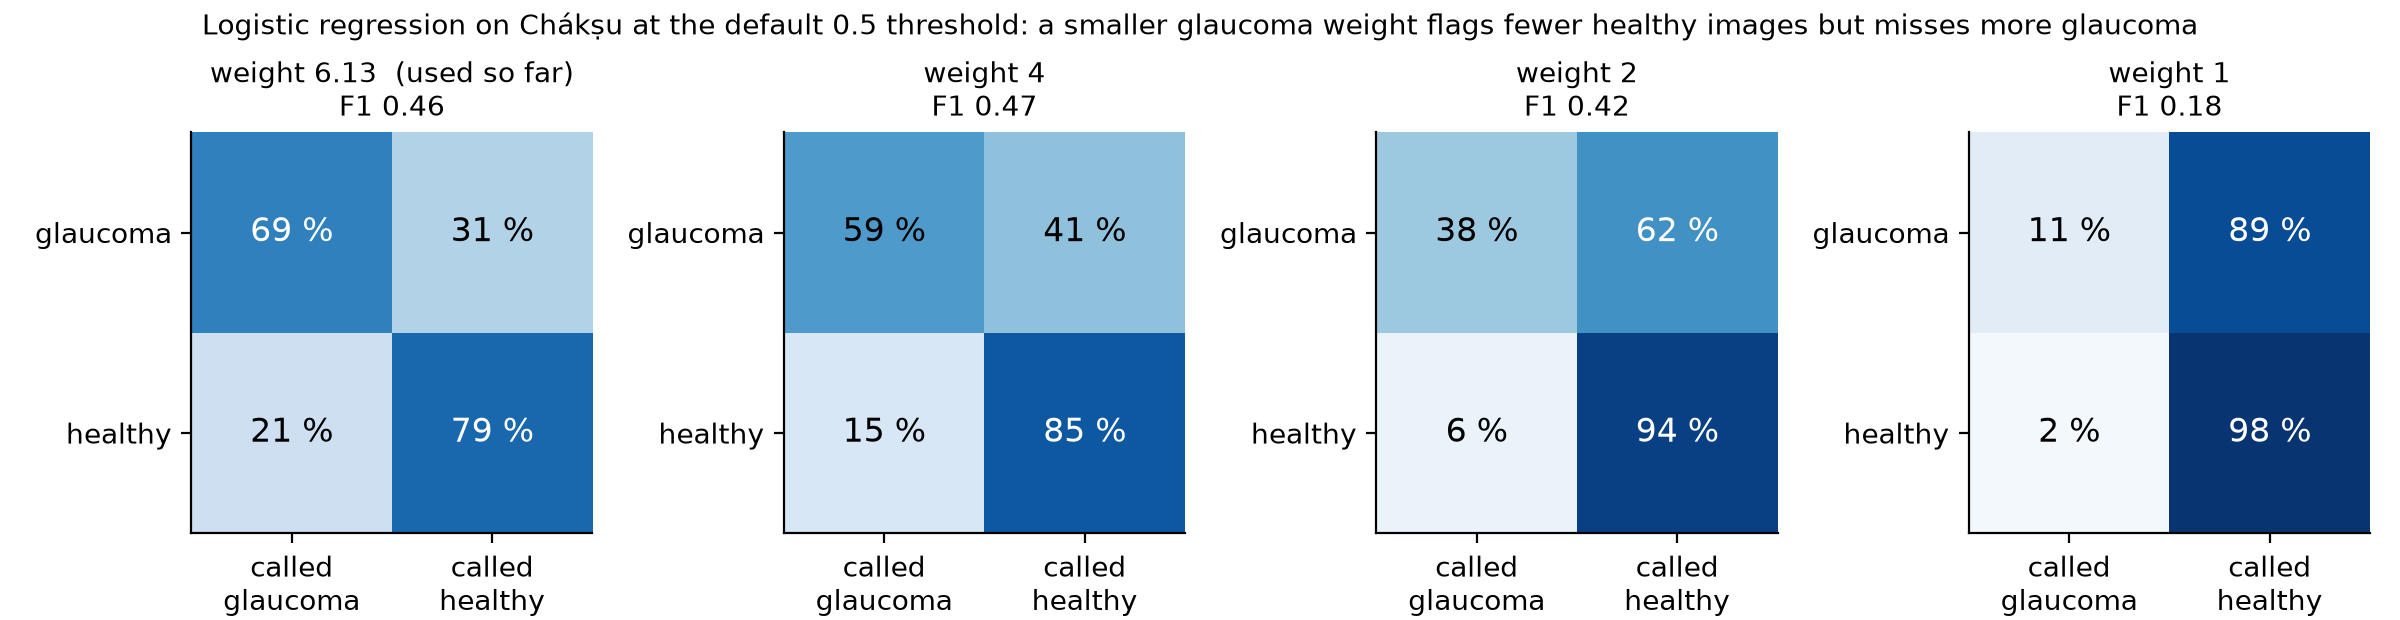 Logistic regression on Chákṣu at the default 0.5 threshold: a smaller glaucoma weight flags fewer healthy images but misses more glaucoma
weight 6.13  (used so far)
F1 0.46
glaucoma
69 %
31 %
healthy
21 %
79 %
called
glaucoma
called
healthy
weight 4
F1 0.47
glaucoma
59 %
41 %
healthy
15 %
85 %
called
glaucoma
called
healthy
weight 2
F1 0.42
glaucoma
38 %
62 %
healthy
6 %
94 %
called
glaucoma
called
healthy
weight 1
F1 0.18
glaucoma
11 %
89 %
healthy
2 %
98 %
called
glaucoma
called
healthy